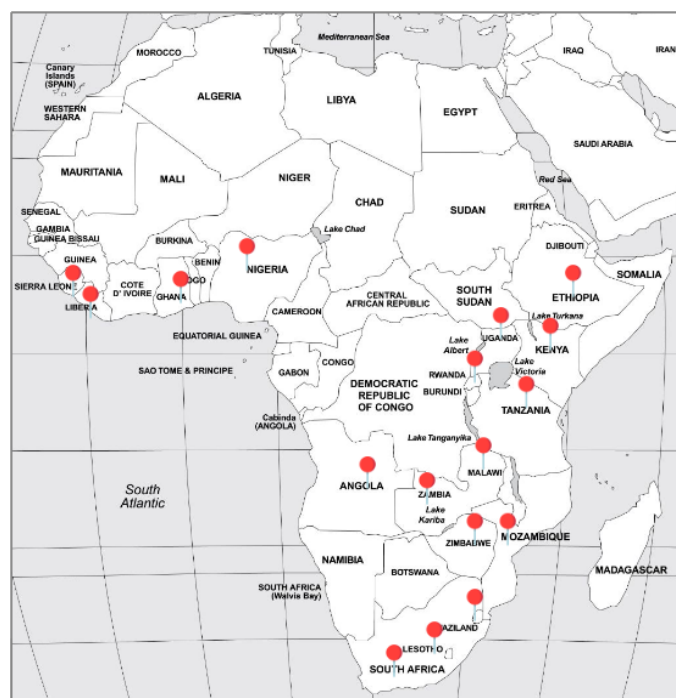 Mediterranean Sea
MOROCCO
TUNISIA
IRAQ
IRAN
Canary
Islands
(SPAIN)
ALGERIA
LIBYA
EGYPT
WESTERN
SAHARA
SAUDI ARABIA
MAURITANIA
MALI
NIGER
CHAD
SUDAN
Red Sea
ERITREA
SENEGAL
GAMBIA
GUINEA BISSAU
BURKINA
Lake Chad
DJIBOUTI
GUINEA
BENIN
NIGERIA
SOMALIA
SIERRA LEONE
COTE
D' IVOIRE
GHANA
OGO
LIBERIA
CENTRAL
AFRICAN REPUBLIC
SOUTH
SUDAN
ETHIOPIA
CAMEROON
Lake Turkana
EQUATORIAL GUINEA
UGANDA
Lake
Albert
KENYA
CONGO
GABON
SAO TOME & PRINCIPE
RWANDA
Lake
Victoria
DEMOCRATIC
REPUBLIC
OF CONGO
BURUNDI
TANZANIA
Cabinda
(ANGOLA)
Lake Tanganyika
MALAWI
ANGOLA
ZAMBIA
South
Atlantic
Lake
Kariba
MOZAMBIQUE
ZIMBABWE
NAMIBIA
BOTSWANA
MADAGASCAR
SOUTH AFRICA
(Walvis Bay)
AZILAND
LESOTHO
SOUTH AFRICA